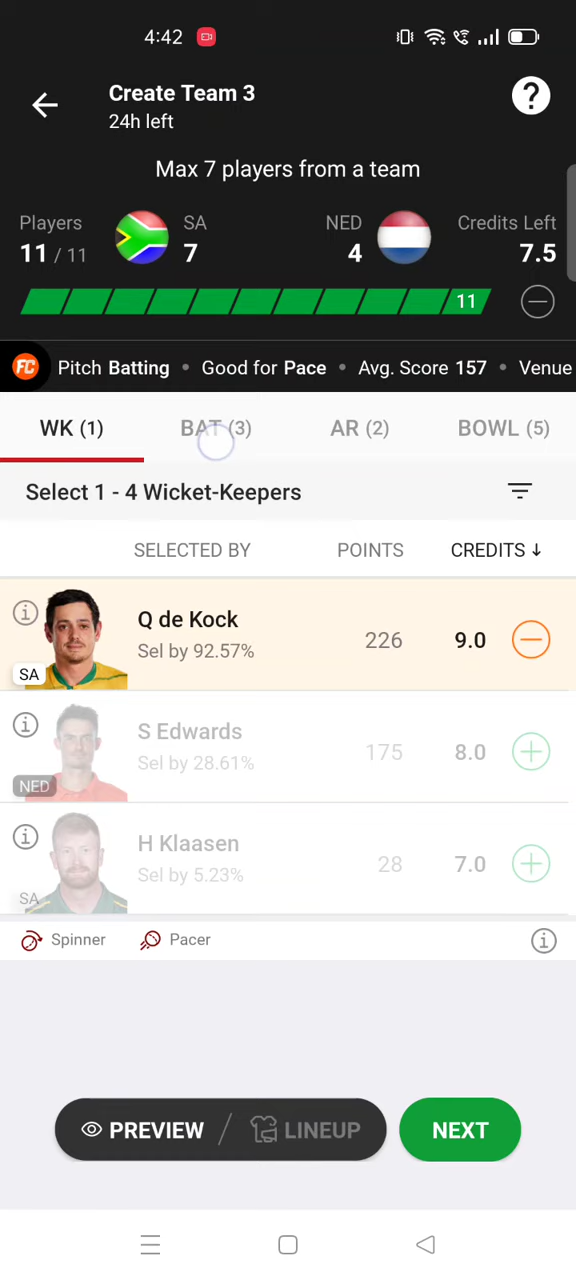 4:42
Create Team 3
24h left
?
Max 7 players from a team
Players SA NED Credits Left
11 / 11 7 4 7.5
11
FC Pitch Batting • Good for Pace • Avg. Score 157 • Venue
WK (1) BAT (3) AR (2) BOWL (5)
Select 1 - 4 Wicket-Keepers
SELECTED BY POINTS CREDITS ↓
Q de Kock
Sel by 92.57% 226 9.0
SA
S Edwards
Sel by 28.61% 175 8.0
NED
H Klaasen
Sel by 5.23% 28 7.0
SA
Spinner Pacer
PREVIEW / LINEUP NEXT